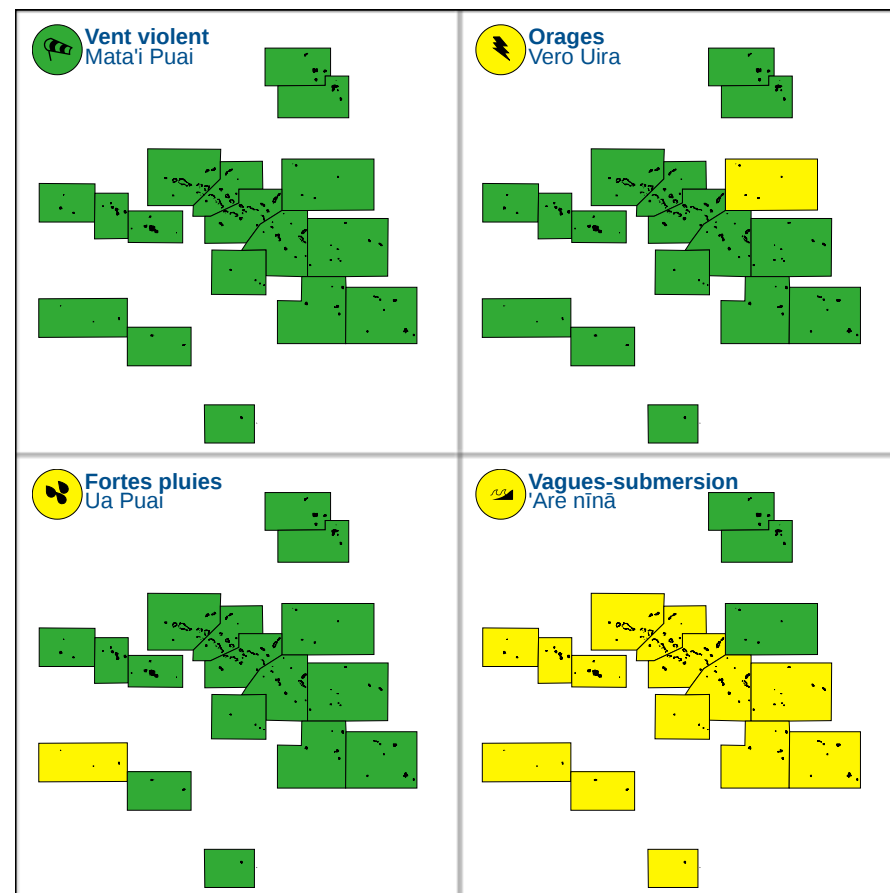 Vent violent
Mata'i Puai
Orages
Vero Uira
Fortes pluies
Ua Puai
Vagues-submersion
'Are nīnā